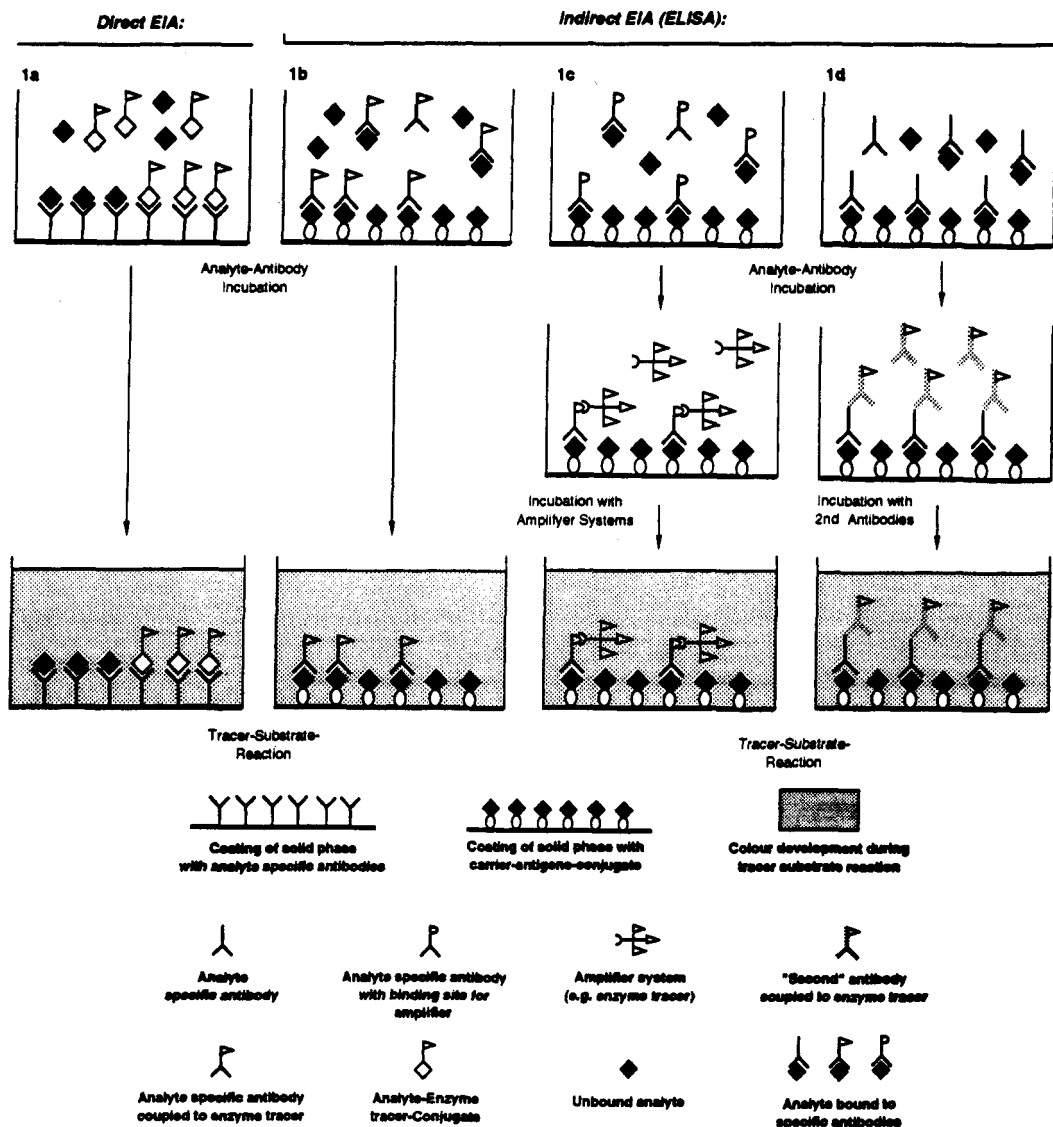 Direct EIA:
Indirect EIA (ELISA):
1a
1b
1c
1d
Analyte-Antibody
Incubation
Analyte-Antibody
Incubation
Incubation with
Amplifyer Systems
Incubation with
2nd Antibodies
Tracer-Substrate-
Reaction
Tracer-Substrate-
Reaction
Coating of solid phase
with analyte specific antibodies
Coating of solid phase with
carrier-antigene-conjugate
Colour development during
tracer substrate reaction
Analyte
specific antibody
Analyte specific antibody
with binding site for
amplifier
Amplifier system
(e.g. enzyme tracer)
"Second" antibody
coupled to enzyme tracer
Analyte specific antibody
coupled to enzyme tracer
Analyte-Enzyme
tracer-Conjugate
Unbound analyte
Analyte bound to
specific antibodies